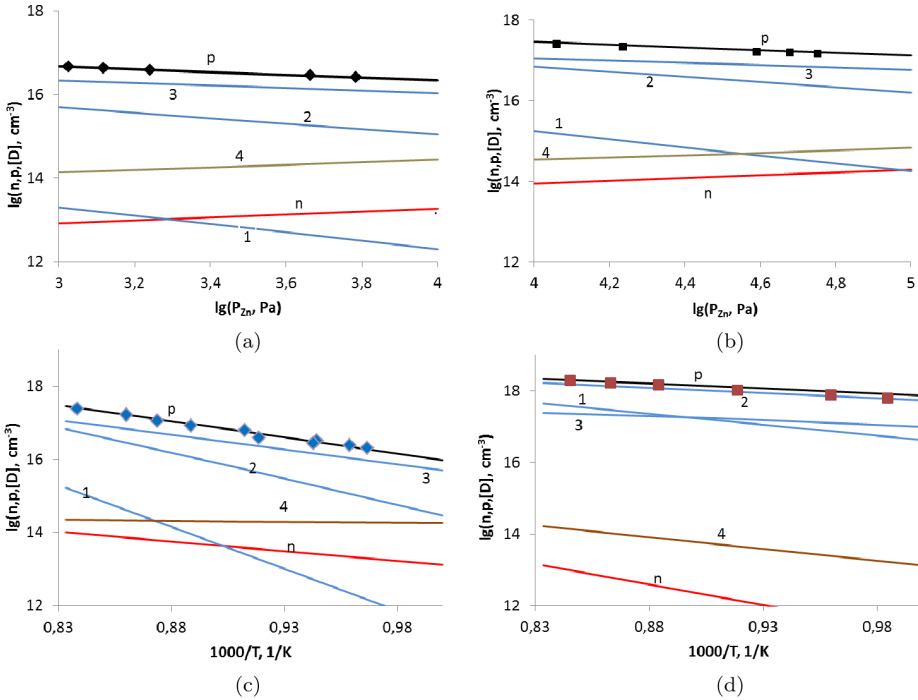 18
16
14
12
lg(n,p,[D], cm⁻³)
p
3
2
4
n
1
3
3,2
3,4
3,6
3,8
4
lg(P_Zn, Pa)
(a)
18
16
14
12
lg(n,p,[D], cm⁻³)
p
3
2
1
4
n
4
4,2
4,4
4,6
4,8
5
lg(P_Zn, Pa)
(b)
18
16
14
12
lg(n,p,[D], cm⁻³)
p
3
2
1
4
n
0,83
0,88
0,93
0,98
1000/T, 1/K
(c)
18
16
14
12
lg(n,p,[D], cm⁻³)
p
1
2
3
4
n
0,83
0,88
0,93
0,98
1000/T, 1/K
(d)